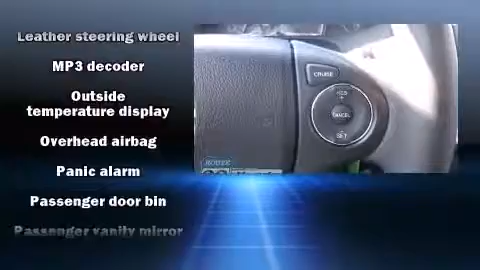 Leather steering wheel
MP3 decoder
Outside
temperature display
Overhead airbag
Panic alarm
Passenger door bin
Passenger vanity mirror
CRUISE
CANCEL
SET
ROUTE